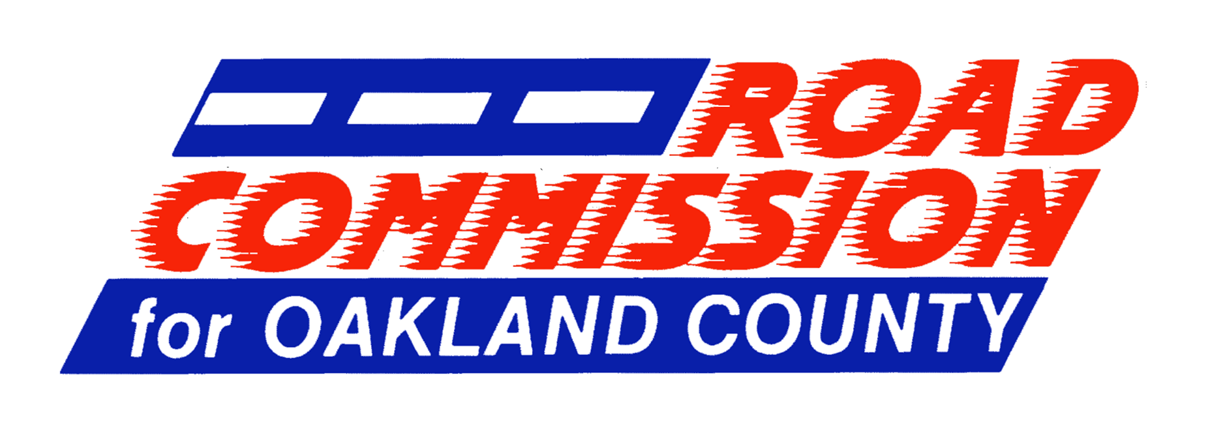 ROAD
COMMISSION
for OAKLAND COUNTY